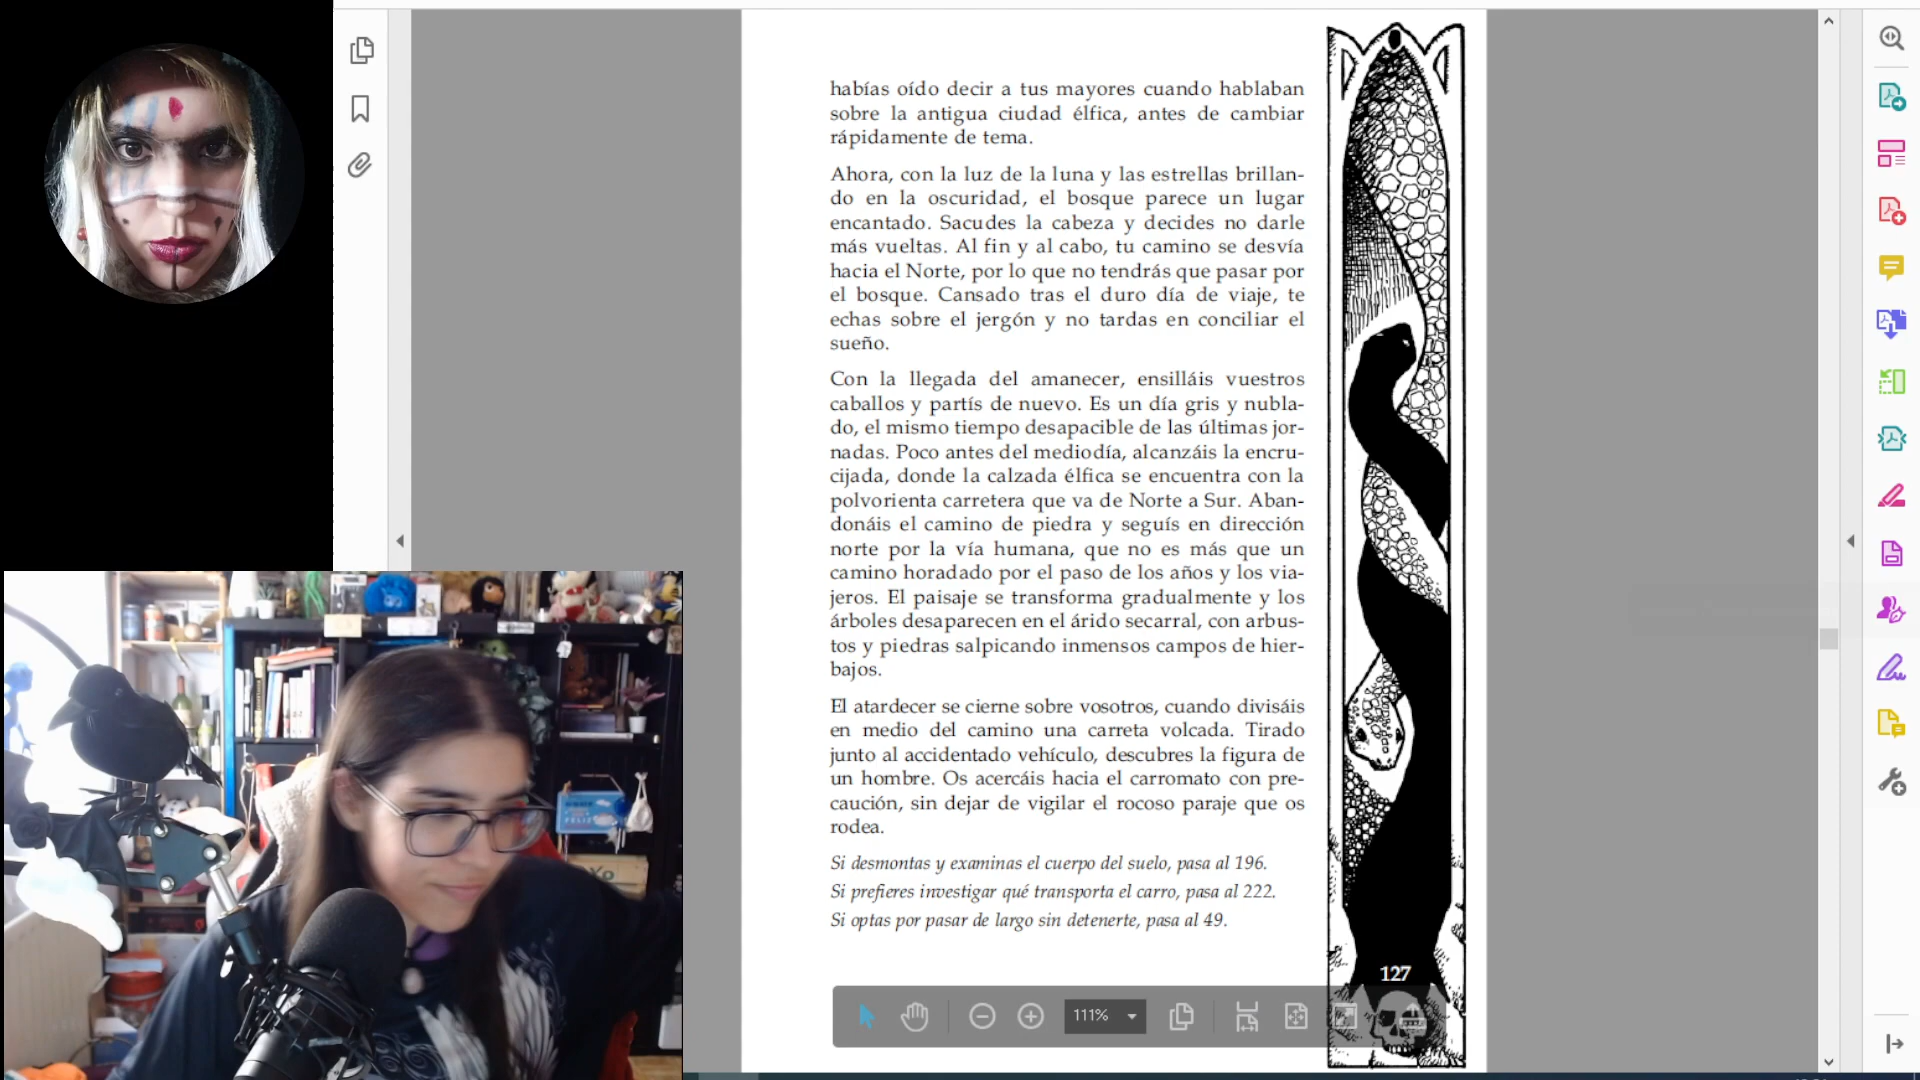 habías oído decir a tus mayores cuando hablaban
sobre la antigua ciudad élfica, antes de cambiar
rápidamente de tema.
Ahora, con la luz de la luna y las estrellas brillan-
do en la oscuridad, el bosque parece un lugar
encantado. Sacudes la cabeza y decides no darle
más vueltas. Al fin y al cabo, tu camino se desvía
hacia el Norte, por lo que no tendrás que pasar por
el bosque. Cansado tras el duro día de viaje, te
echas sobre el jergón y no tardas en conciliar el
sueño.
Con la llegada del amanecer, ensilláis vuestros
caballos y partís de nuevo. Es un día gris y nubla-
do, el mismo tiempo desapacible de las últimas jor-
nadas. Poco antes del mediodía, alcanzáis la encru-
cijada, donde la calzada élfica se encuentra con la
polvorienta carretera que va de Norte a Sur. Aban-
donáis el camino de piedra y seguís en dirección
norte por la vía humana, que no es más que un
camino horadado por el paso de los años y los via-
jeros. El paisaje se transforma gradualmente y los
árboles desaparecen en el árido secarral, con arbus-
tos y piedras salpicando inmensos campos de hier-
bajos.
El atardecer se cierne sobre vosotros, cuando divisáis
en medio del camino una carreta volcada. Tirado
junto al accidentado vehículo, descubres la figura de
un hombre. Os acercáis hacia el carromato con pre-
caución, sin dejar de vigilar el rocoso paraje que os
rodea.
Si desmontas y examinas el cuerpo del suelo, pasa al 196.
Si prefieres investigar qué transporta el carro, pasa al 222.
Si optas por pasar de largo sin detenerte, pasa al 49.
127
111%